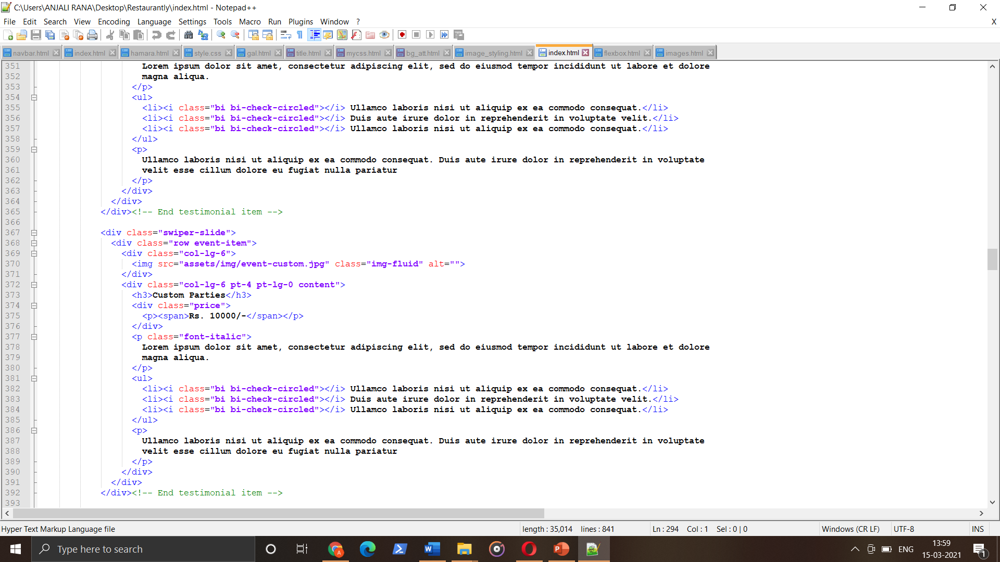 C:\Users\ANJALI RANA\Desktop\Restaurantly\index.html - Notepad++
File Edit Search View Encoding Language Settings Tools Macro Run Plugins Window ? X
navbar.html index.html hamara.html style.css gal.html title.html mycss.html bg_att.html image_styling.html index.html flexbox.html images.html
351 Lorem ipsum dolor sit amet, consectetur adipiscing elit, sed do eiusmod tempor incididunt ut labore et dolore
352 magna aliqua.
353 </p>
354 <ul>
355 <li><i class="bi bi-check-circled"></i> Ullamco laboris nisi ut aliquip ex ea commodo consequat.</li>
356 <li><i class="bi bi-check-circled"></i> Duis aute irure dolor in reprehenderit in voluptate velit.</li>
357 <li><i class="bi bi-check-circled"></i> Ullamco laboris nisi ut aliquip ex ea commodo consequat.</li>
358 </ul>
359 <p>
360 Ullamco laboris nisi ut aliquip ex ea commodo consequat. Duis aute irure dolor in reprehenderit in voluptate
361 velit esse cillum dolore eu fugiat nulla pariatur
362 </p>
363 </div>
364 </div>
365 </div><!-- End testimonial item -->
366
367 <div class="swiper-slide">
368 <div class="row event-item">
369 <div class="col-lg-6">
370 <img src="assets/img/event-custom.jpg" class="img-fluid" alt="">
371 </div>
372 <div class="col-lg-6 pt-4 pt-lg-0 content">
373 <h3>Custom Parties</h3>
374 <div class="price">
375 <p><span>Rs. 10000/-</span></p>
376 </div>
377 <p class="font-italic">
378 Lorem ipsum dolor sit amet, consectetur adipiscing elit, sed do eiusmod tempor incididunt ut labore et dolore
379 magna aliqua.
380 </p>
381 <ul>
382 <li><i class="bi bi-check-circled"></i> Ullamco laboris nisi ut aliquip ex ea commodo consequat.</li>
383 <li><i class="bi bi-check-circled"></i> Duis aute irure dolor in reprehenderit in voluptate velit.</li>
384 <li><i class="bi bi-check-circled"></i> Ullamco laboris nisi ut aliquip ex ea commodo consequat.</li>
385 </ul>
386 <p>
387 Ullamco laboris nisi ut aliquip ex ea commodo consequat. Duis aute irure dolor in reprehenderit in voluptate
388 velit esse cillum dolore eu fugiat nulla pariatur
389 </p>
390 </div>
391 </div>
392 </div><!-- End testimonial item -->
393
Hyper Text Markup Language file length : 35,014 lines : 841 Ln : 294 Col : 1 Sel : 0 | 0 Windows (CR LF) UTF-8 INS
Type here to search
ENG
13:59
15-03-2021
1